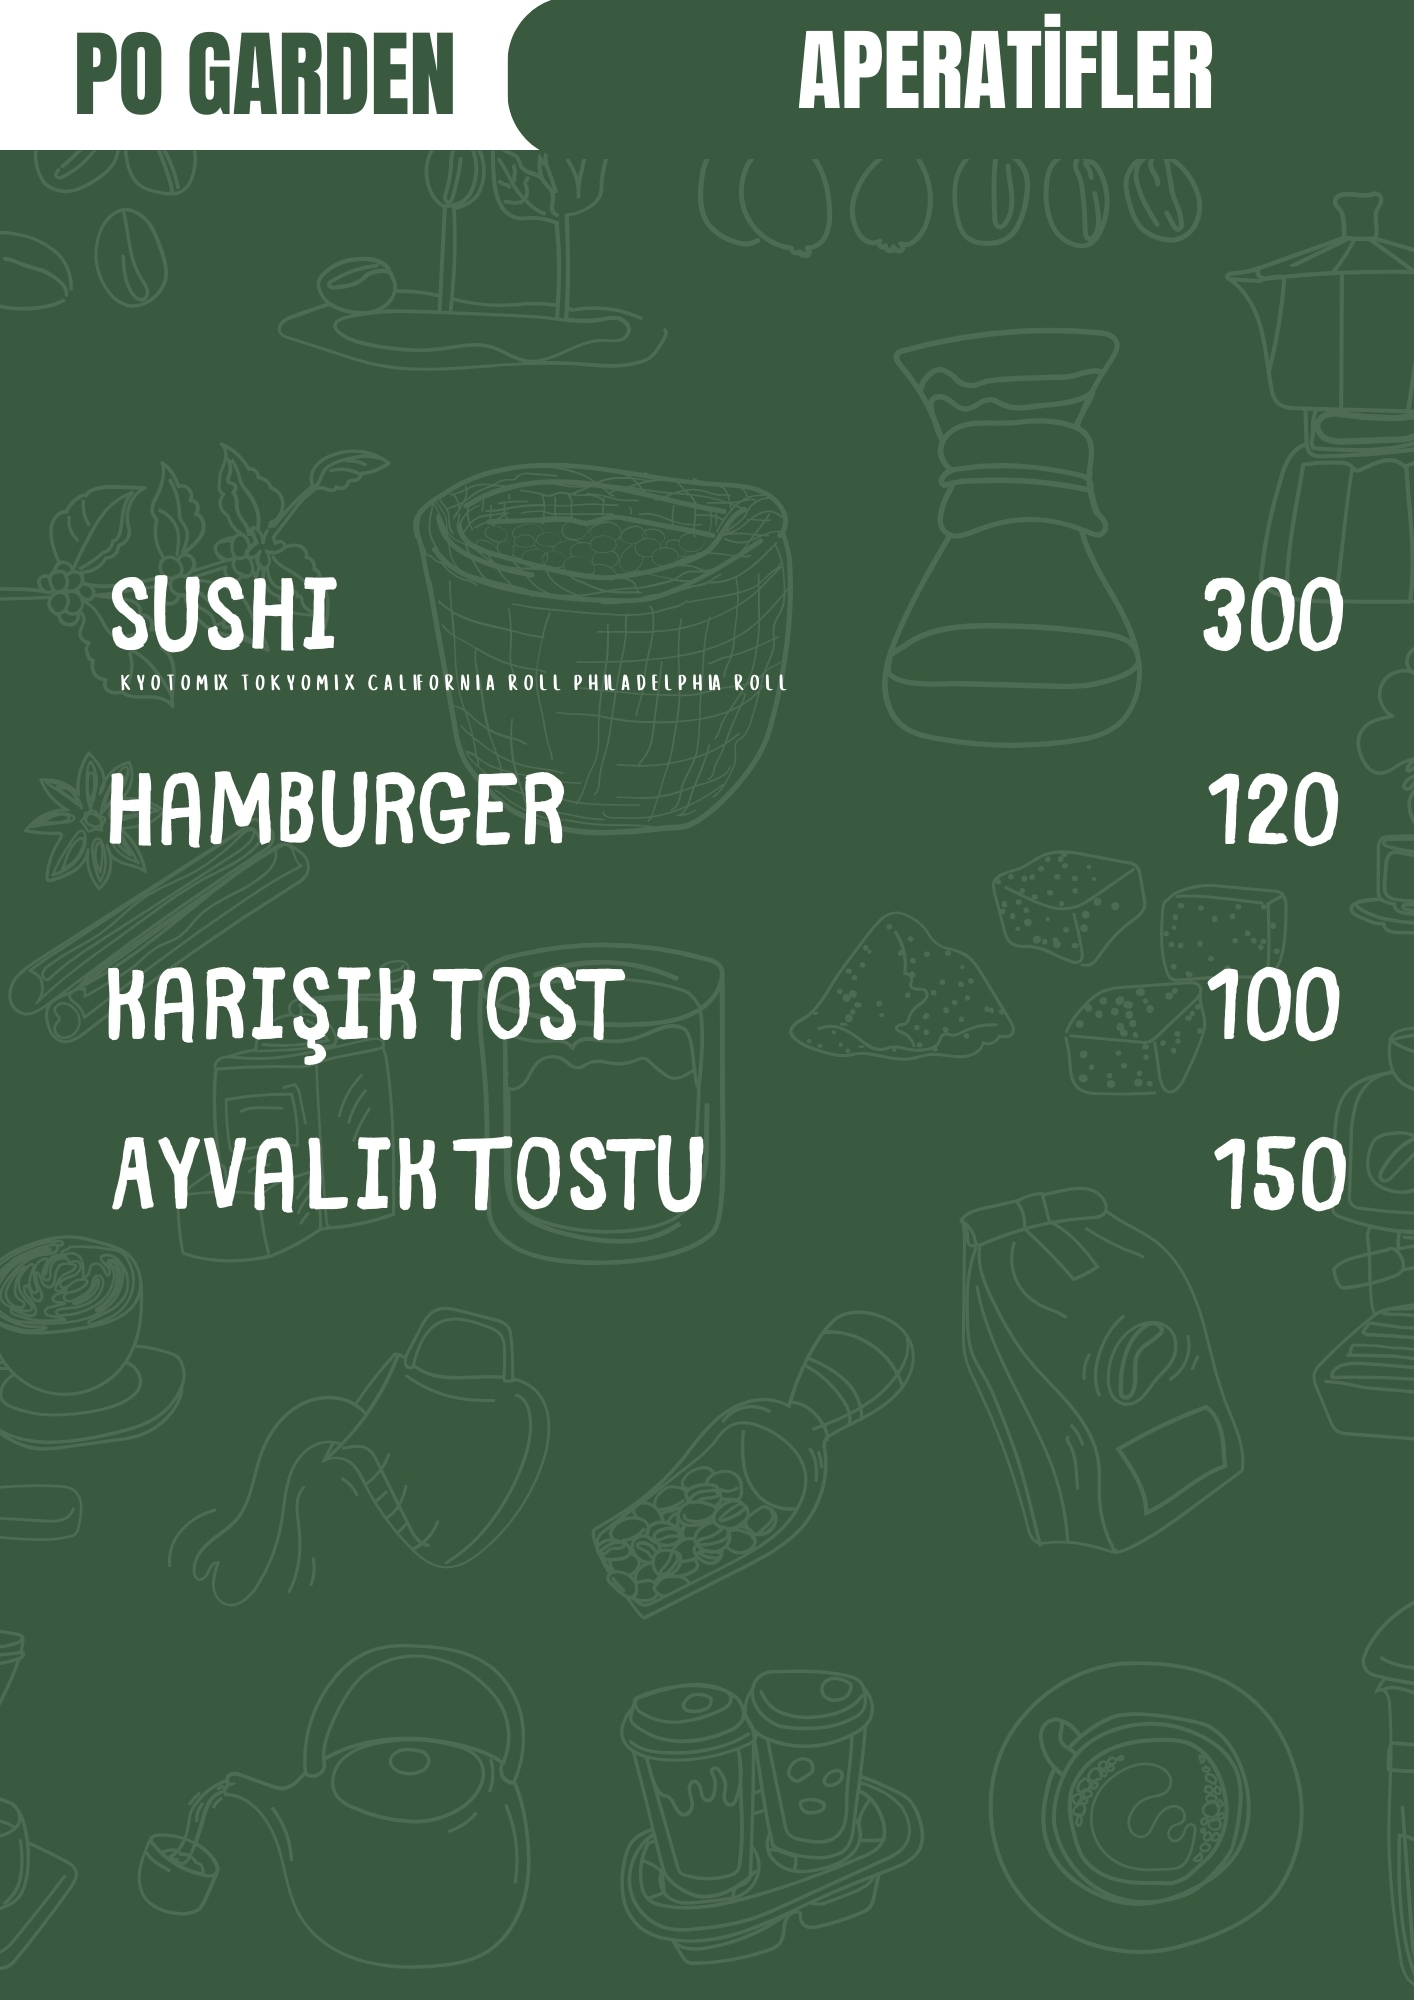 PO GARDEN
APERATİFLER
SUSHI 300
KYOTOMIX TOKYOMIX CALIFORNIA ROLL PHILADELPHIA ROLL
HAMBURGER 120
KARIŞIK TOST 100
AYVALIK TOSTU 150